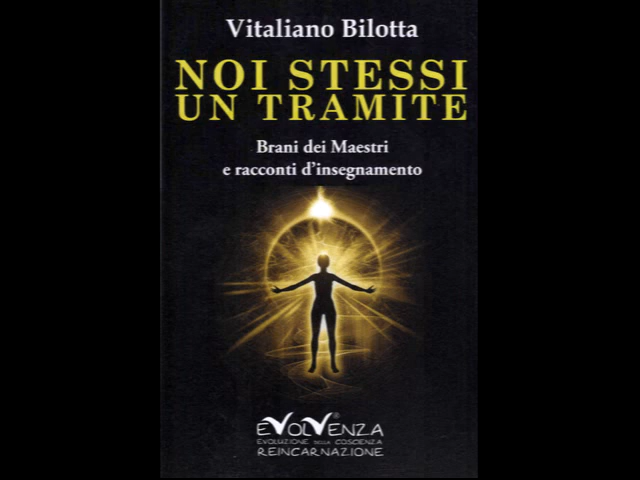 Vitaliano Bilotta
NOI STESSI
UN TRAMITE
Brani dei Maestri
e racconti d'insegnamento
EVOLVENZA®
EVOLUZIONE DELLA COSCIENZA
REINCARNAZIONE